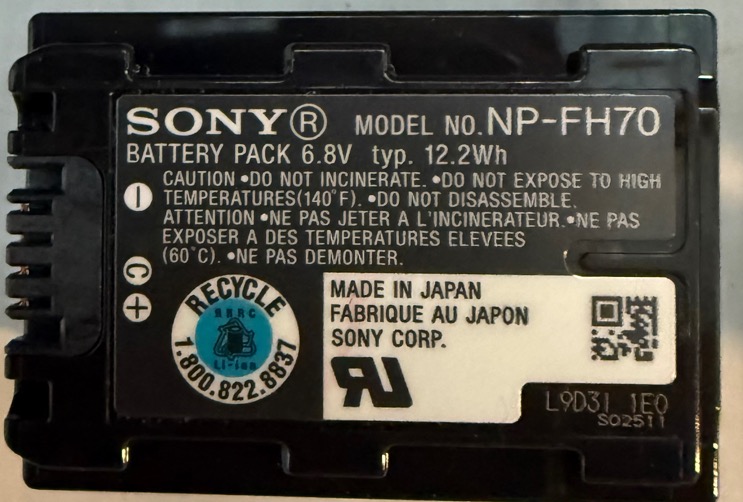 SONY® MODEL NO. NP-FH70
BATTERY PACK 6.8V typ. 12.2Wh
CAUTION •DO NOT INCINERATE. •DO NOT EXPOSE TO HIGH
TEMPERATURES(140°F). •DO NOT DISASSEMBLE.
ATTENTION •NE PAS JETER A L'INCINERATEUR.•NE PAS
EXPOSER A DES TEMPERATURES ELEVEES
(60°C). •NE PAS DEMONTER.
C
RECYCLE
RBRC
Li-ion
1.800.822.8837
MADE IN JAPAN
FABRIQUE AU JAPON
SONY CORP.
L9D31 1E0
S02511